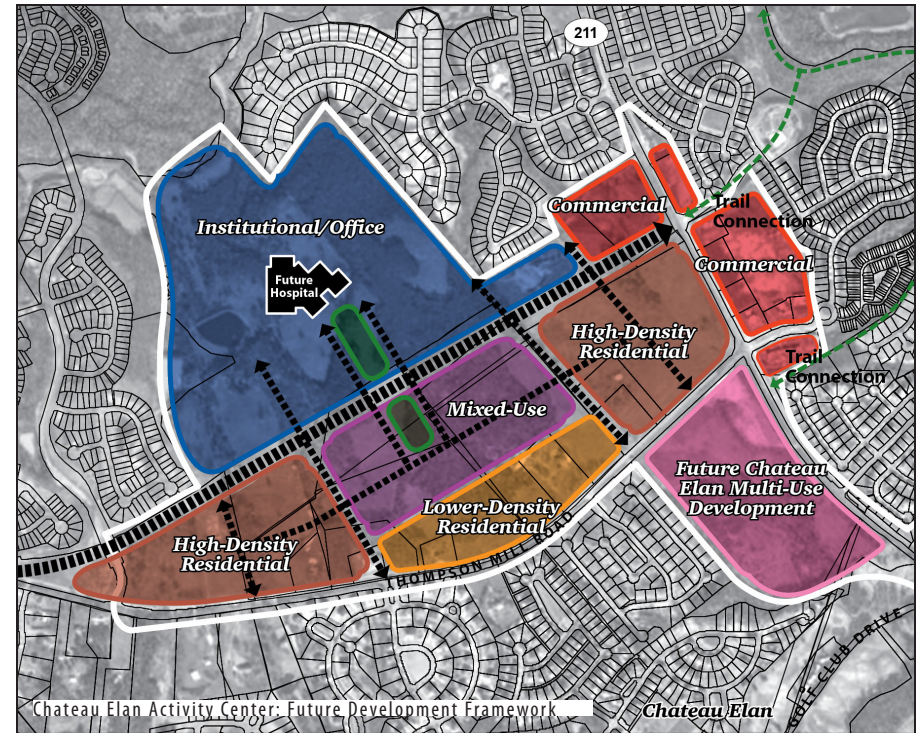 211
Trail
Connection
Commercial
Institutional/Office
Commercial
Future
Hospital
High-Density
Residential
Trail
Connection
Mixed-Use
Future Chateau
Elan Multi-Use
Development
Lower-Density
Residential
High-Density
Residential
THOMPSON MILL ROAD
GOLF CLUB DRIVE
Chateau Elan Activity Center: Future Development Framework
Chateau Elan